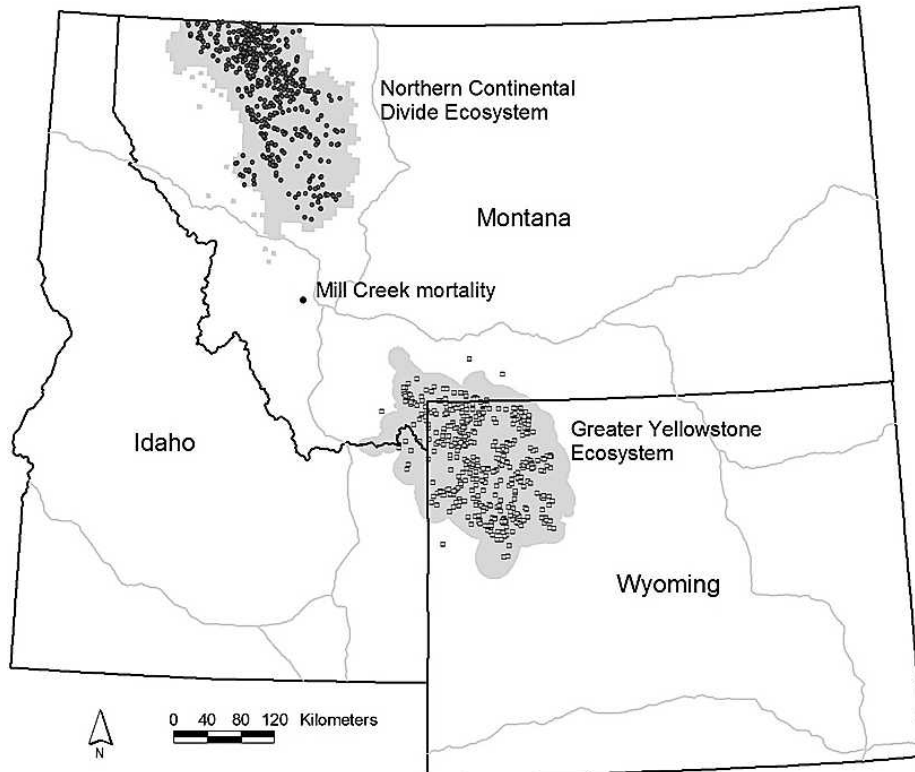 Northern Continental
Divide Ecosystem
Montana
Mill Creek mortality
Idaho
Greater Yellowstone
Ecosystem
Wyoming
0 40 80 120 Kilometers
N